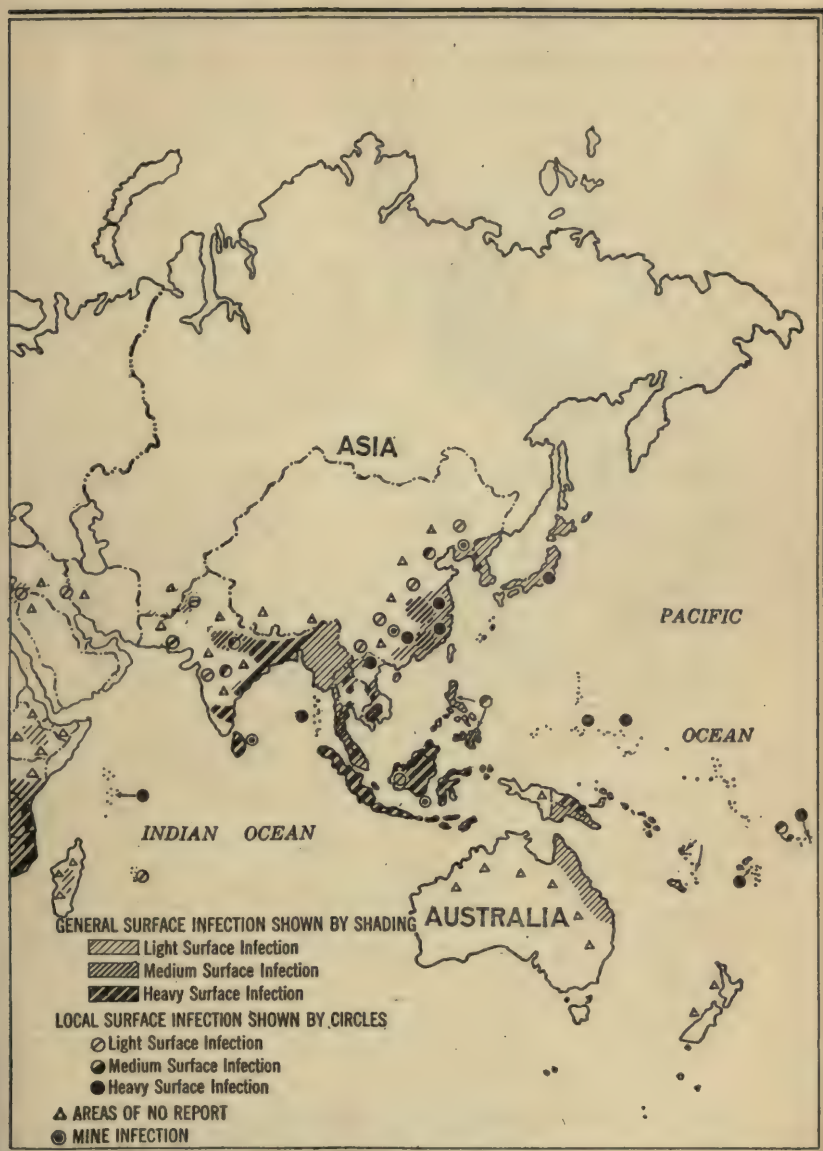 ASIA
PACIFIC
OCEAN
INDIAN OCEAN
AUSTRALIA
GENERAL SURFACE INFECTION SHOWN BY SHADING
Light Surface Infection
Medium Surface Infection
Heavy Surface Infection
LOCAL SURFACE INFECTION SHOWN BY CIRCLES
Light Surface Infection
Medium Surface Infection
Heavy Surface Infection
AREAS OF NO REPORT
MINE INFECTION